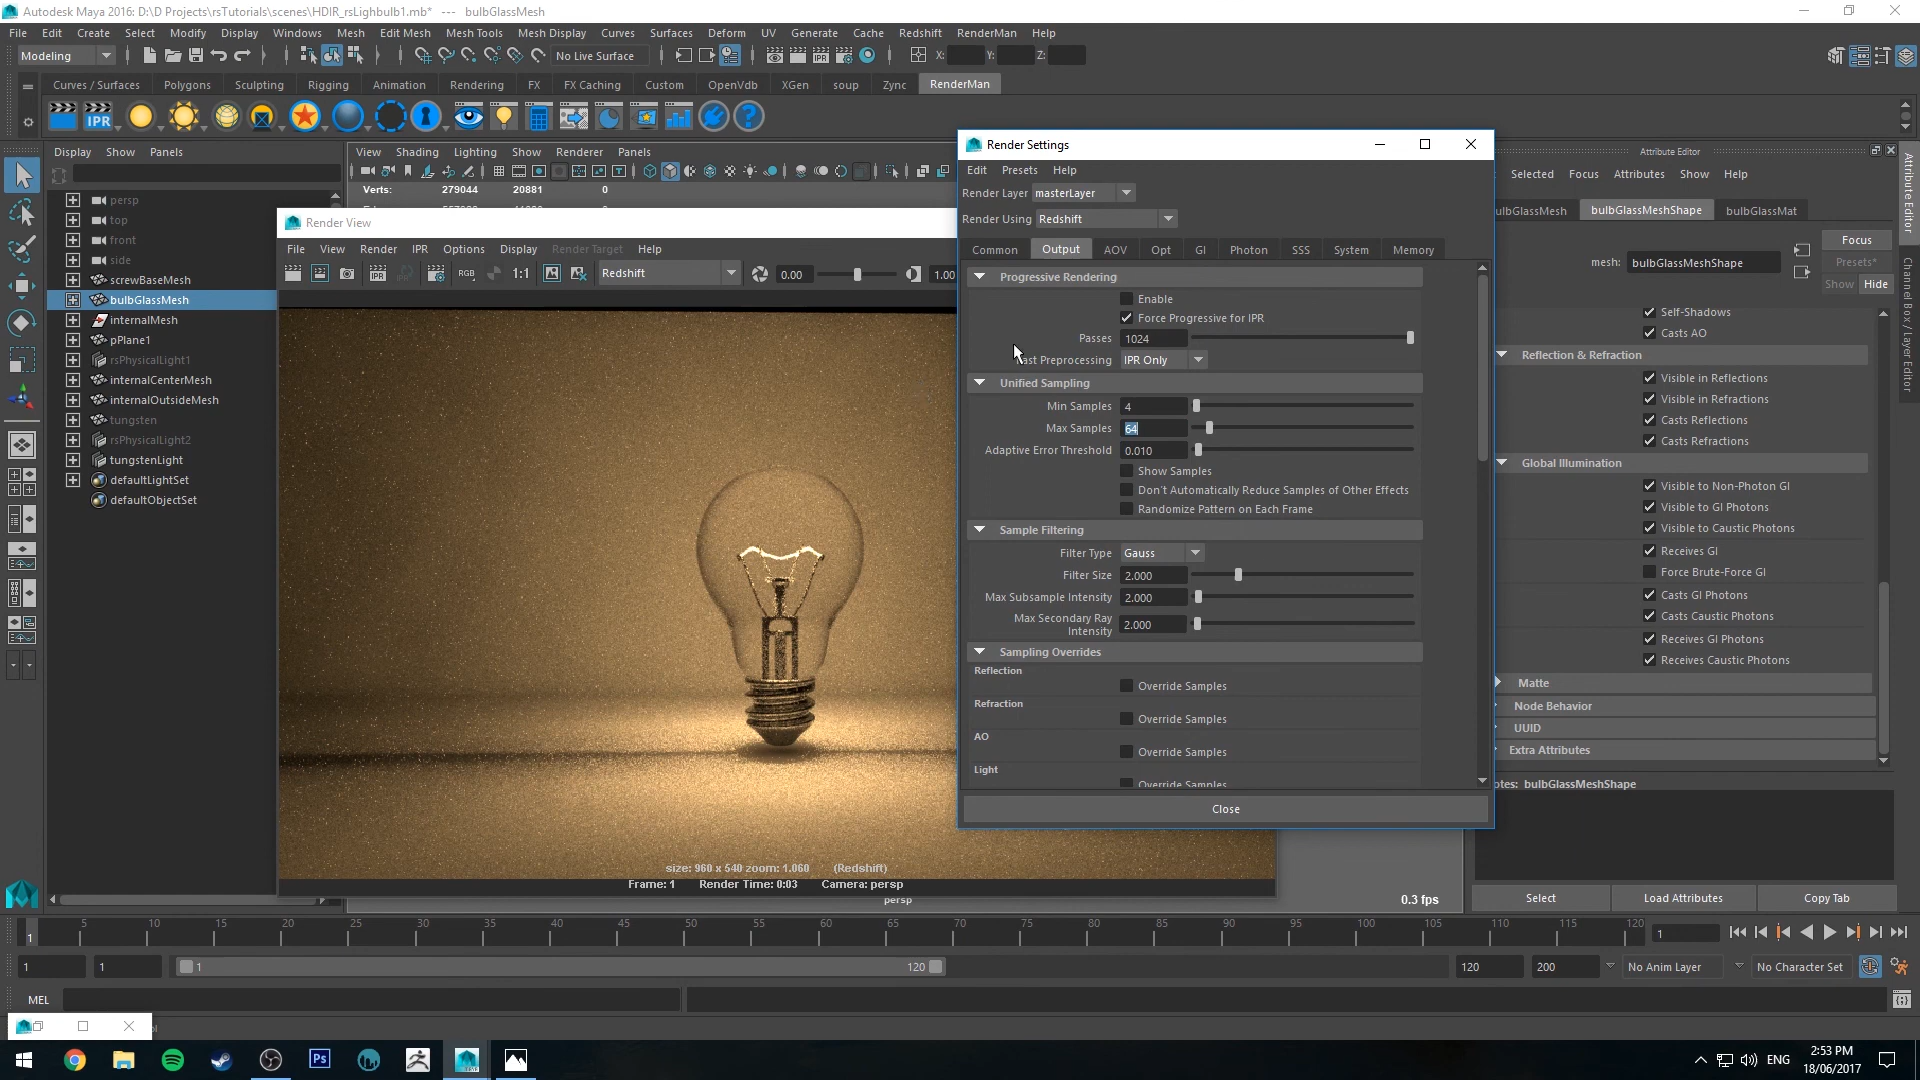 Autodesk Maya 2016: D:\D Projects\rsTutorials\scenes\HDIR_rsLighbulb1.mb*   ---   bulbGlassMesh
File Edit Create Select Modify Display Windows Mesh Edit Mesh Mesh Tools Mesh Display Curves Surfaces Deform UV Generate Cache Redshift RenderMan Help
Modeling No Live Surface X: Y: Z:
Curves / Surfaces Polygons Sculpting Rigging Animation Rendering FX FX Caching Custom OpenVdb XGen soup Zync RenderMan
IPR
Display Show Panels
View Shading Lighting Show Renderer Panels
Verts: 279044 20881 0
persp
top
front
side
screwBaseMesh
bulbGlassMesh
internalMesh
pPlane1
rsPhysicalLight1
internalCenterMesh
internalOutsideMesh
tungsten
rsPhysicalLight2
tungstenLight
defaultLightSet
defaultObjectSet
Render View
File View Render IPR Options Display Render Target Help
IPR RGB 1:1 Redshift 0.00 1.00
size: 960 x 540 zoom: 1.060 (Redshift)
Frame: 1 Render Time: 0:03 Camera: persp
persp
0.3 fps
Render Settings
Edit Presets Help
Render Layer masterLayer
Render Using Redshift
Common Output AOV Opt GI Photon SSS System Memory
Progressive Rendering
Enable
Force Progressive for IPR
Passes 1024
ast Preprocessing IPR Only
Unified Sampling
Min Samples 4
Max Samples 64
Adaptive Error Threshold 0.010
Show Samples
Don't Automatically Reduce Samples of Other Effects
Randomize Pattern on Each Frame
Sample Filtering
Filter Type Gauss
Filter Size 2.000
Max Subsample Intensity 2.000
Max Secondary Ray
Intensity 2.000
Sampling Overrides
Reflection
Override Samples
Refraction
Override Samples
AO
Override Samples
Light
Override Samples
Close
Attribute Editor
Selected Focus Attributes Show Help
ulbGlassMesh bulbGlassMeshShape bulbGlassMat
mesh: bulbGlassMeshShape
Focus
Presets*
Show Hide
Self-Shadows
Casts AO
Reflection & Refraction
Visible in Reflections
Visible in Refractions
Casts Reflections
Casts Refractions
Global Illumination
Visible to Non-Photon GI
Visible to GI Photons
Visible to Caustic Photons
Receives GI
Force Brute-Force GI
Casts GI Photons
Casts Caustic Photons
Receives GI Photons
Receives Caustic Photons
Matte
Node Behavior
UUID
Extra Attributes
otes: bulbGlassMeshShape
Select Load Attributes Copy Tab
Attribute Editor
Channel Box / Layer Editor
1 5 10 15 20 25 30 35 40 45 50 55 60 65 70 75 80 85 90 95 100 105 110 115 120 1
1 1 1 120 120 200 No Anim Layer No Character Set
MEL
Ps ENG 2:53 PM
18/06/2017